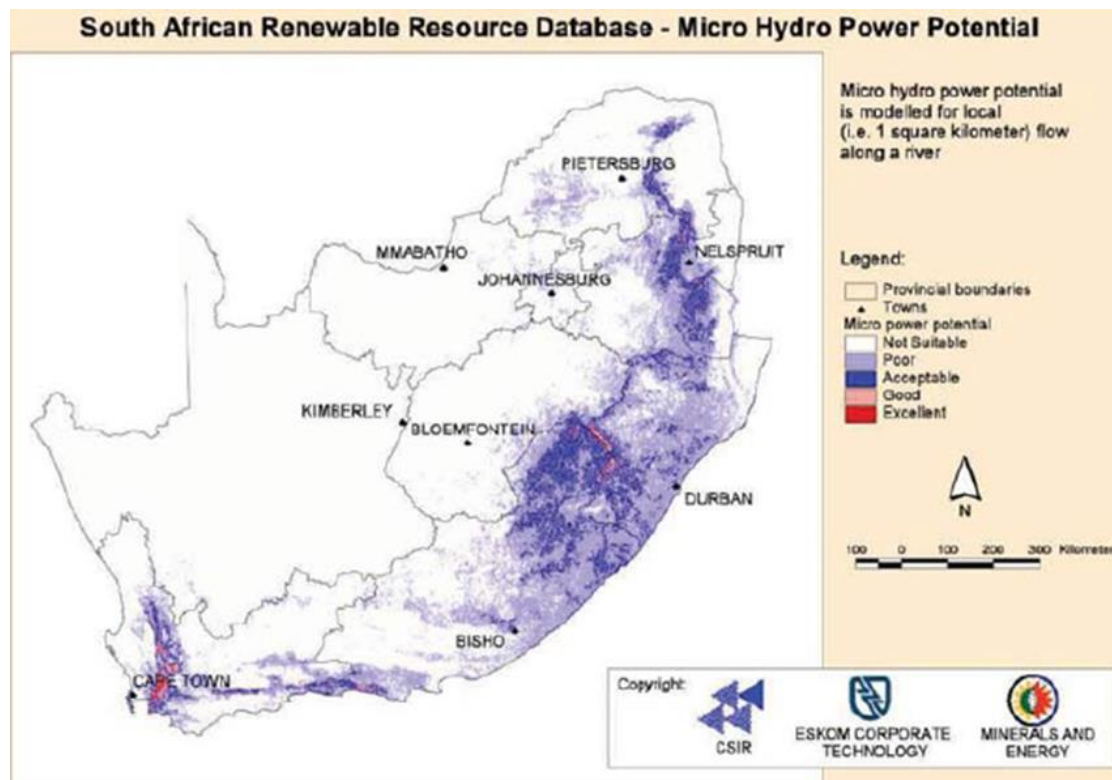 South African Renewable Resource Database - Micro Hydro Power Potential
Micro hydro power potential
is modelled for local
(i.e. 1 square kilometer) flow
along a river
PIETERSBURG
MMABATHO
NELSPRUIT
JOHANNESBURG
Legend:
Provincial boundaries
Towns
Micro power potential
Not Suitable
Poor
Acceptable
Good
Excellent
KIMBERLEY
BLOEMFONTEIN
DURBAN
N
100 0 100 200 300 Kilometer
BISHO
CAPE TOWN
Copyright:
CSIR
ESKOM CORPORATE
TECHNOLOGY
MINERALS AND
ENERGY